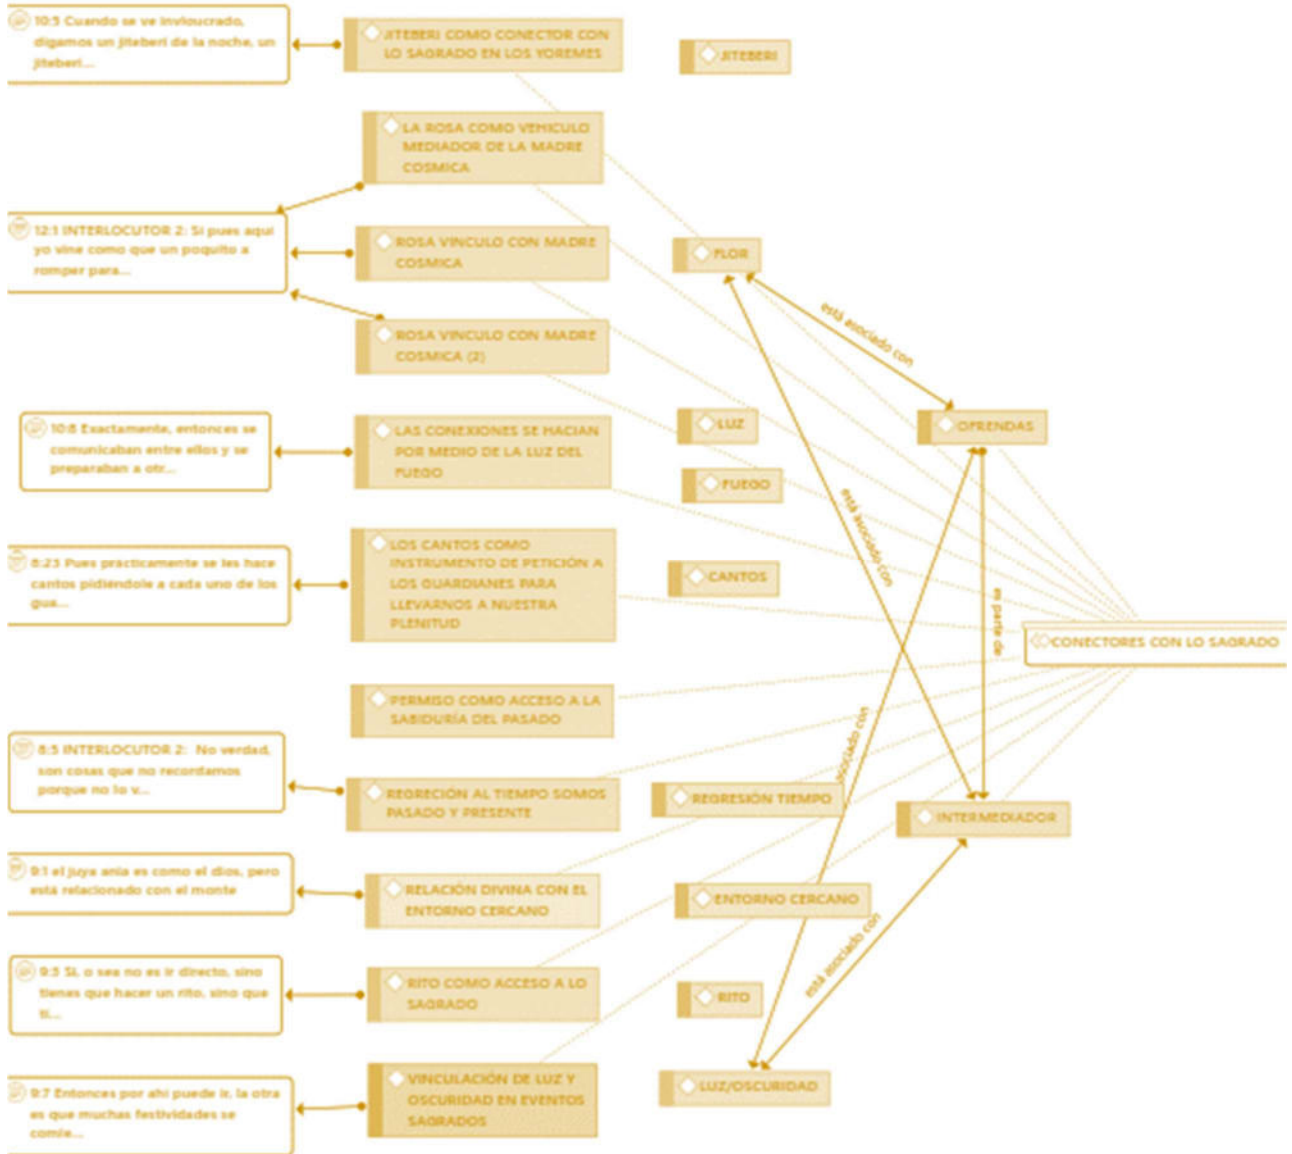 10:5 Cuando se ve invloucrado,
digamos un jiteberi de la noche, un
jiteberi...
JITEBERI COMO CONECTOR CON
LO SAGRADO EN LOS YOREMES
JITEBERI
LA ROSA COMO VEHICULO
MEDIADOR DE LA MADRE
COSMICA
12:1 INTERLOCUTOR 2: Si pues aquí
yo vine como que un poquito a
romper para...
ROSA VINCULO CON MADRE
COSMICA
FLOR
está asociado con
ROSA VINCULO CON MADRE
COSMICA (2)
10:8 Exactamente, entonces se
comunicaban entre ellos y se
preparaban a otr...
LAS CONEXIONES SE HACIAN
POR MEDIO DE LA LUZ DEL
FUEGO
LUZ
OFRENDAS
FUEGO
está asociado con
8:23 Pues prácticamente se les hace
cantos pidiéndole a cada uno de los
gua...
LOS CANTOS COMO
INSTRUMENTO DE PETICIÓN A
LOS GUARDIANES PARA
LLEVARNOS A NUESTRA
PLENITUD
CANTOS
es parte de
CONECTORES CON LO SAGRADO
PERMISO COMO ACCESO A LA
SABIDURÍA DEL PASADO
8:5 INTERLOCUTOR 2: No verdad,
son cosas que no recordamos
porque no lo v...
asociado con
REGRECIÓN AL TIEMPO SOMOS
PASADO Y PRESENTE
REGRESIÓN TIEMPO
INTERMEDIADOR
9:1 el juya ania es como el dios, pero
está relacionado con el monte
RELACIÓN DIVINA CON EL
ENTORNO CERCANO
ENTORNO CERCANO
está asociado con
9:5 Sí, o sea no es ir directo, sino
tienes que hacer un rito, sino que
ti...
RITO COMO ACCESO A LO
SAGRADO
RITO
9:7 Entonces por ahí puede ir, la otra
es que muchas festividades se
comie...
VINCULACIÓN DE LUZ Y
OSCURIDAD EN EVENTOS
SAGRADOS
LUZ/OSCURIDAD